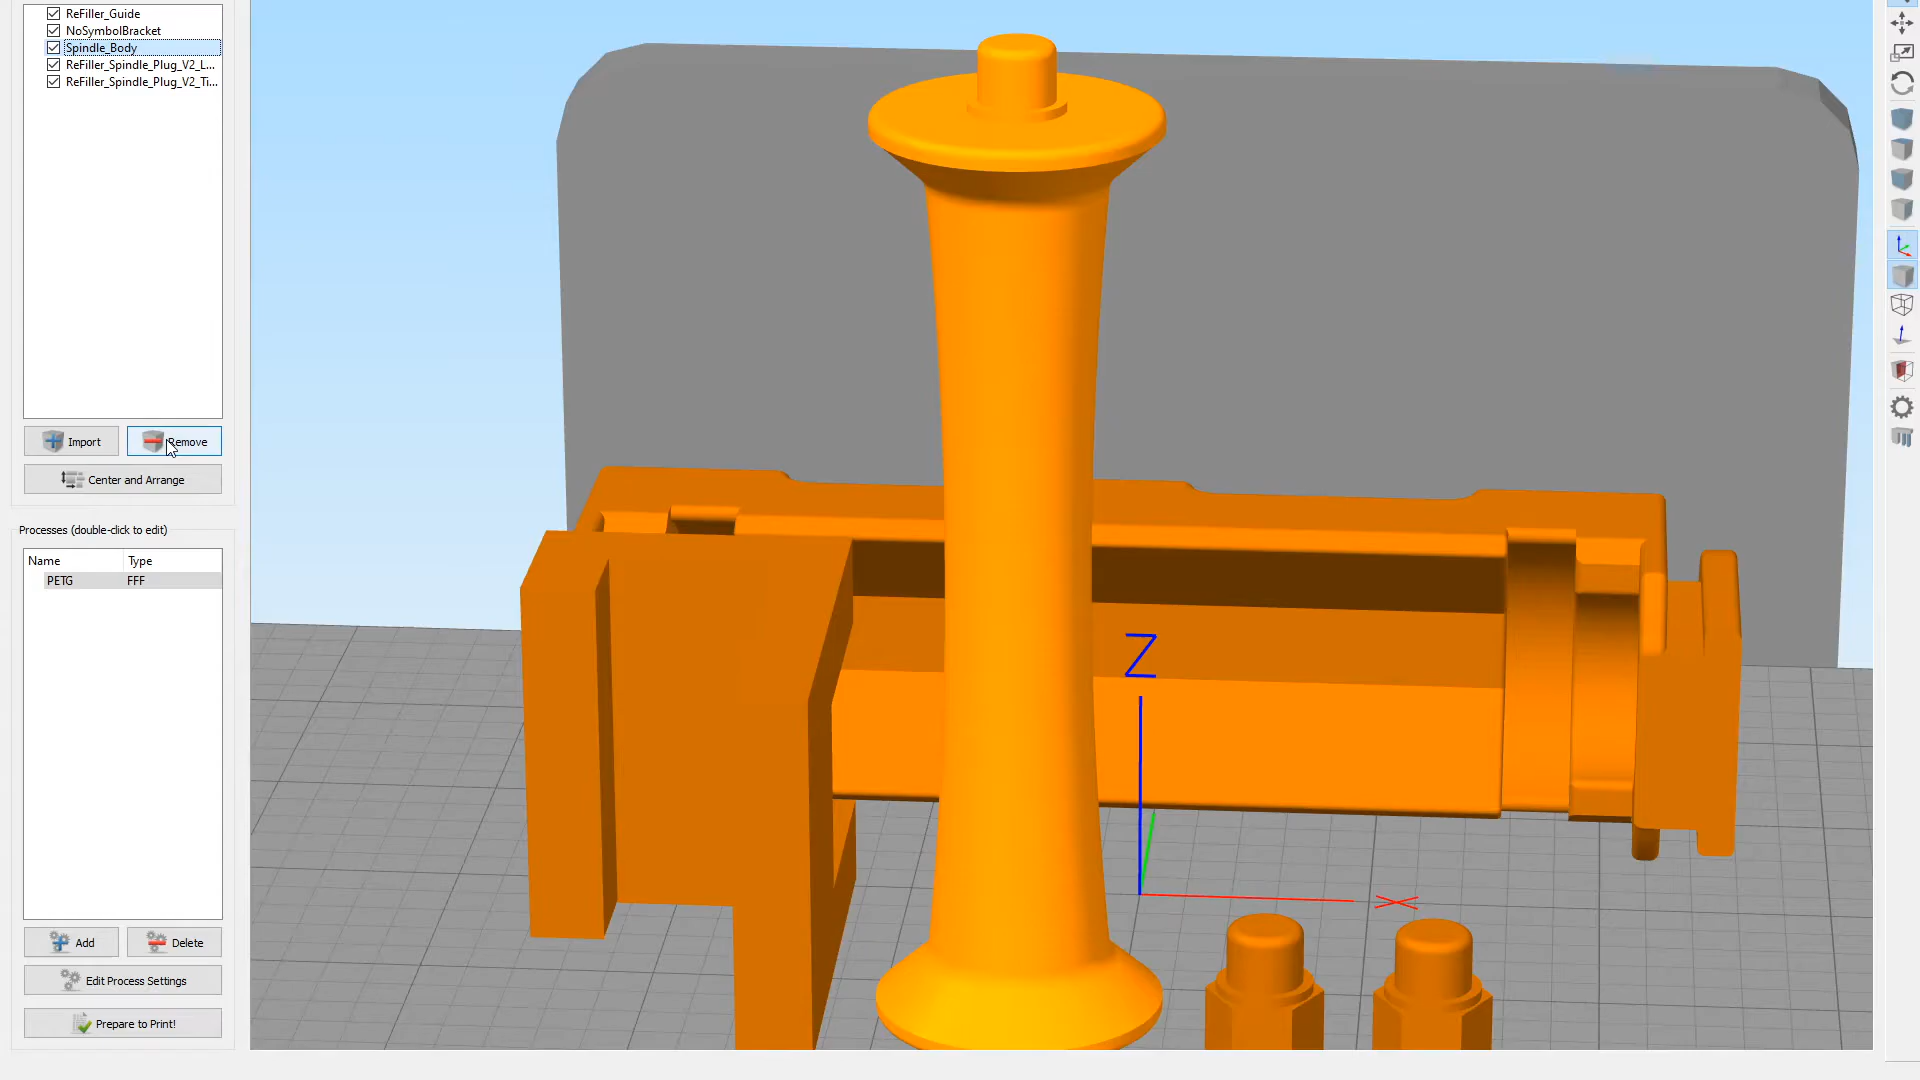 ReFiller_Guide
NoSymbolBracket
Spindle_Body
ReFiller_Spindle_Plug_V2_L...
ReFiller_Spindle_Plug_V2_Ti...
Import
Remove
Center and Arrange
Processes (double-click to edit)
Name Type
PETG FFF
Add
Delete
Edit Process Settings
Prepare to Print!
Z
X